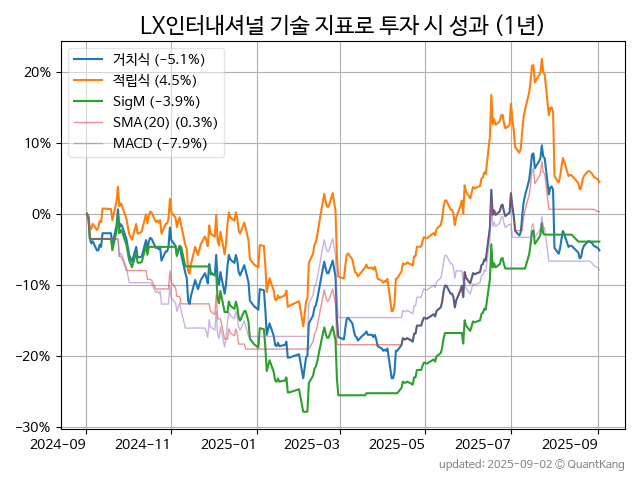 LX인터내셔널 기술 지표로 투자 시 성과 (1년)
거치식 (−5.1%)
적립식 (4.5%)
SigM (−3.9%)
SMA(20) (0.3%)
MACD (−7.9%)
20%
10%
0%
−10%
−20%
−30%
2024-09 2024-11 2025-01 2025-03 2025-05 2025-07 2025-09
updated: 2025-09-02 © QuantKang